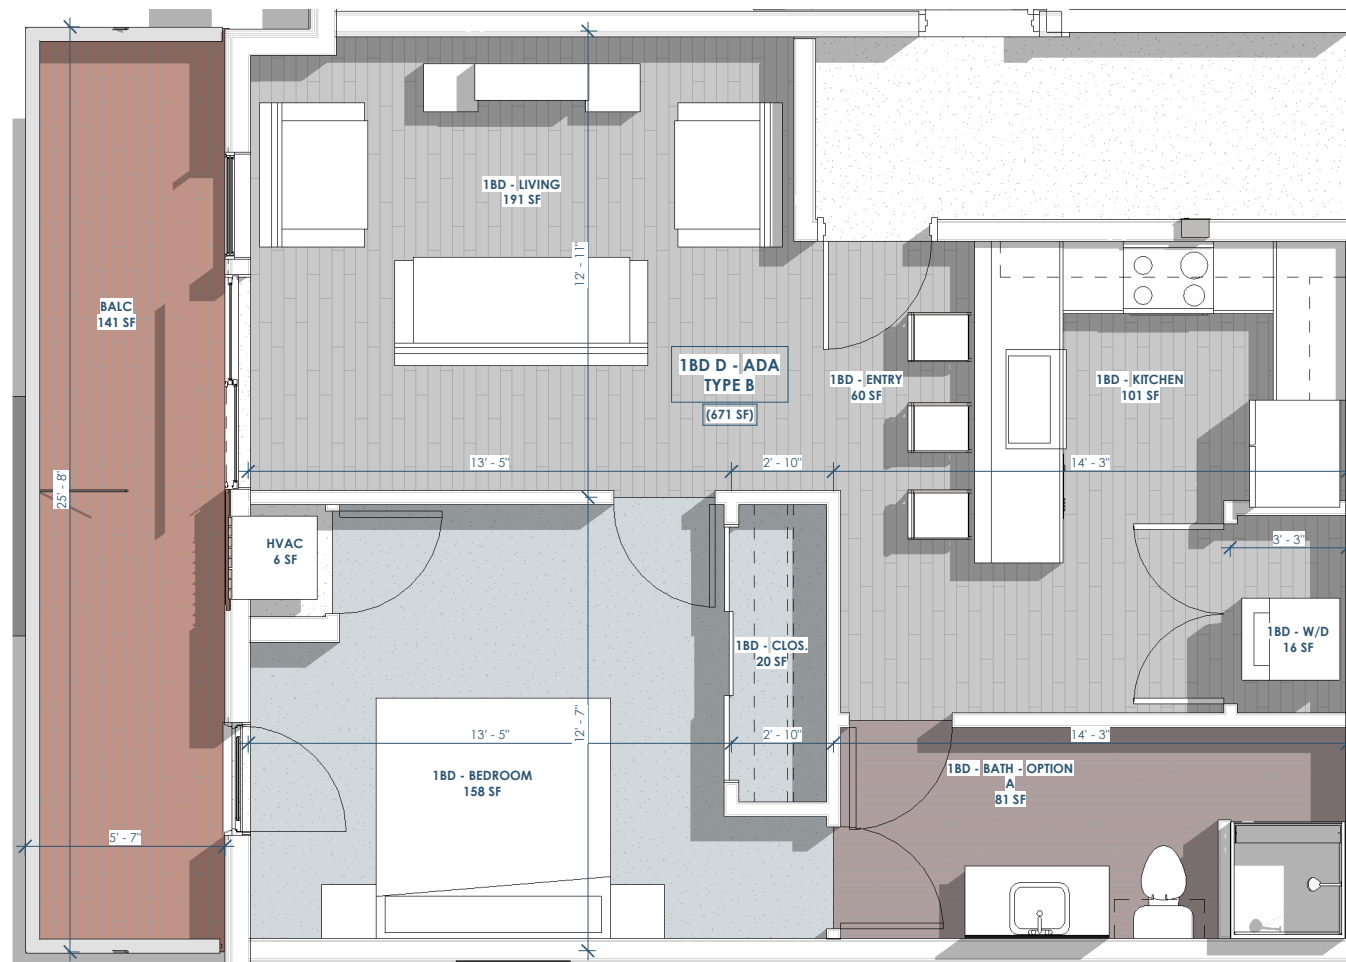 1BD - LIVING
191 SF
12' - 11"
BALC
141 SF
1BD D - ADA
TYPE B
(671 SF)
1BD - ENTRY
60 SF
1BD - KITCHEN
101 SF
13' - 5"
2' - 10"
14' - 3"
25' - 8"
HVAC
6 SF
3' - 3"
1BD - CLOS.
20 SF
1BD - W/D
16 SF
12' - 7"
13' - 5"
2' - 10"
14' - 3"
1BD - BEDROOM
158 SF
1BD - BATH - OPTION
A
81 SF
5' - 7"